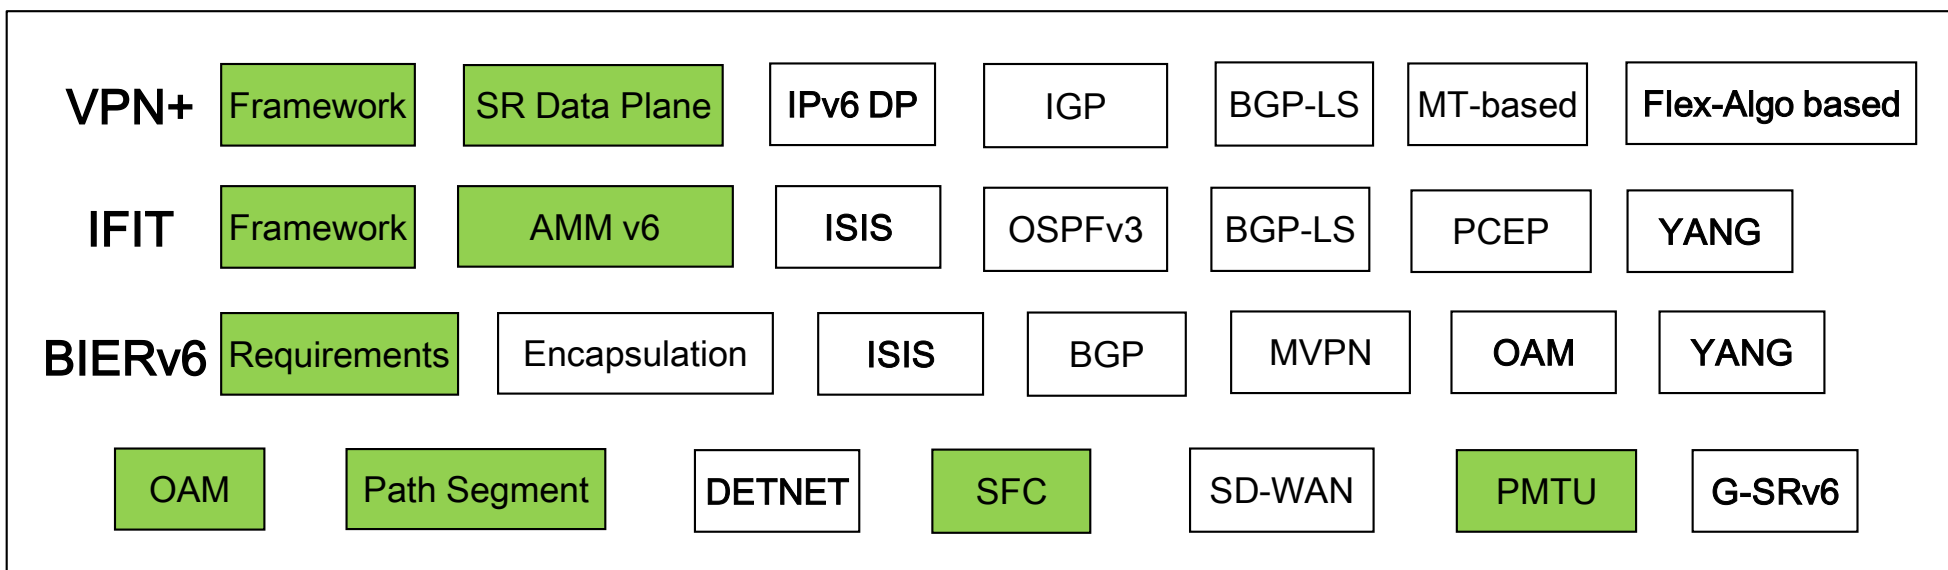 VPN+ Framework SR Data Plane IPv6 DP IGP BGP-LS MT-based Flex-Algo based
IFIT Framework AMM v6 ISIS OSPFv3 BGP-LS PCEP YANG
BIERv6 Requirements Encapsulation ISIS BGP MVPN OAM YANG
OAM Path Segment DETNET SFC SD-WAN PMTU G-SRv6